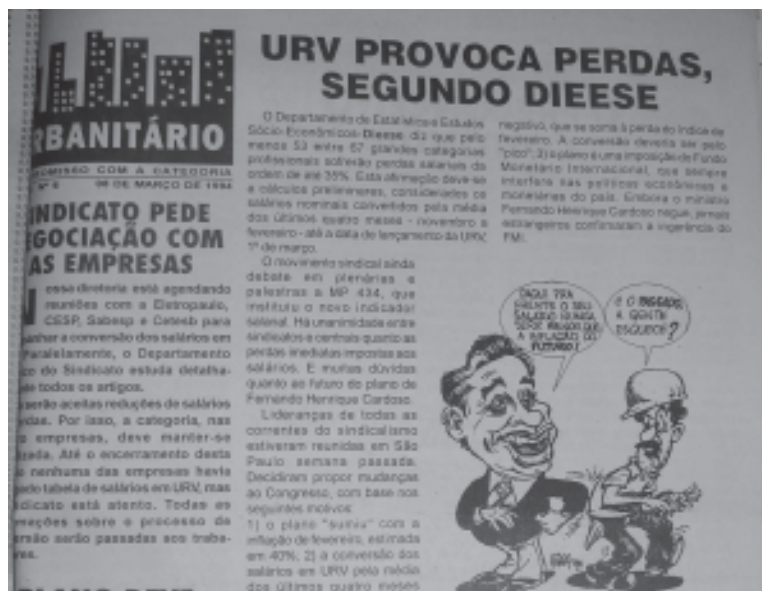 URBANITÁRIO
COM A CATEGORIA
Nº 6 08 DE MARÇO DE 1994
SINDICATO PEDE
NEGOCIAÇÃO COM
AS EMPRESAS
essa diretoria está agendando
reuniões com a Eletropaulo,
CESP, Sabesp e Cetesb para
a conversão dos salários em
Paralelamente, o Departamento
do Sindicato estuda
todos os artigos.
serão aceitas reduções de salários
Por isso, a categoria, nas
empresas, deve manter-se
Até o encerramento desta
nenhuma das empresas havia
tabela de salários em URV, mas
está atento. Todas as
sobre o processo de
serão passadas aos
URV PROVOCA PERDAS,
SEGUNDO DIEESE
O Departamento de Estatística e Estudos
Sócio-Econômicos-Dieese diz que pelo
menos 53 entre 67 grandes categorias
profissionais sofrerão perdas salariais da
ordem de até 35%. Esta afirmação deve-se
a cálculos preliminares, considerados os
salários nominais convertidos pela média
dos últimos quatro meses - novembro a
fevereiro - até a data de lançamento da URV,
1º de março.
O movimento sindical ainda
debate em plenárias e
palestras a MP 434, que
institui o novo indicador
salarial. Há unanimidade entre
sindicatos e centrais quanto as
perdas imediatas impostas aos
salários. E muitas dúvidas
quanto ao futuro do plano de
Fernando Henrique Cardoso.
Lideranças de todas as
correntes do sindicalismo
estiveram reunidas em São
Paulo semana passada.
Decidiram propor mudanças
ao Congresso, com base nos
seguintes motivos:
1) o plano "sumiu" com a
inflação de fevereiro, estimada
em 40%; 2) a conversão dos
salários em URV pela média
dos últimos quatro meses
negativo, que se soma à perda do índice de
fevereiro. A conversão deveria ser pelo
"pico"; 3) o plano é uma imposição do Fundo
Monetário Internacional, que sempre
interfere nas políticas econômicas e
monetárias do país. Embora o ministro
Fernando Henrique Cardoso negue, jamais
estrangeiros confirmaram a ingerência do
FMI.
DAQUI PRA
FRENTE O SEU
SALÁRIO NUNCA
SERÁ MENOS QUE
A INFLAÇÃO DO
FUTURO!
E O PASSADO,
A GENTE
ESQUECE?